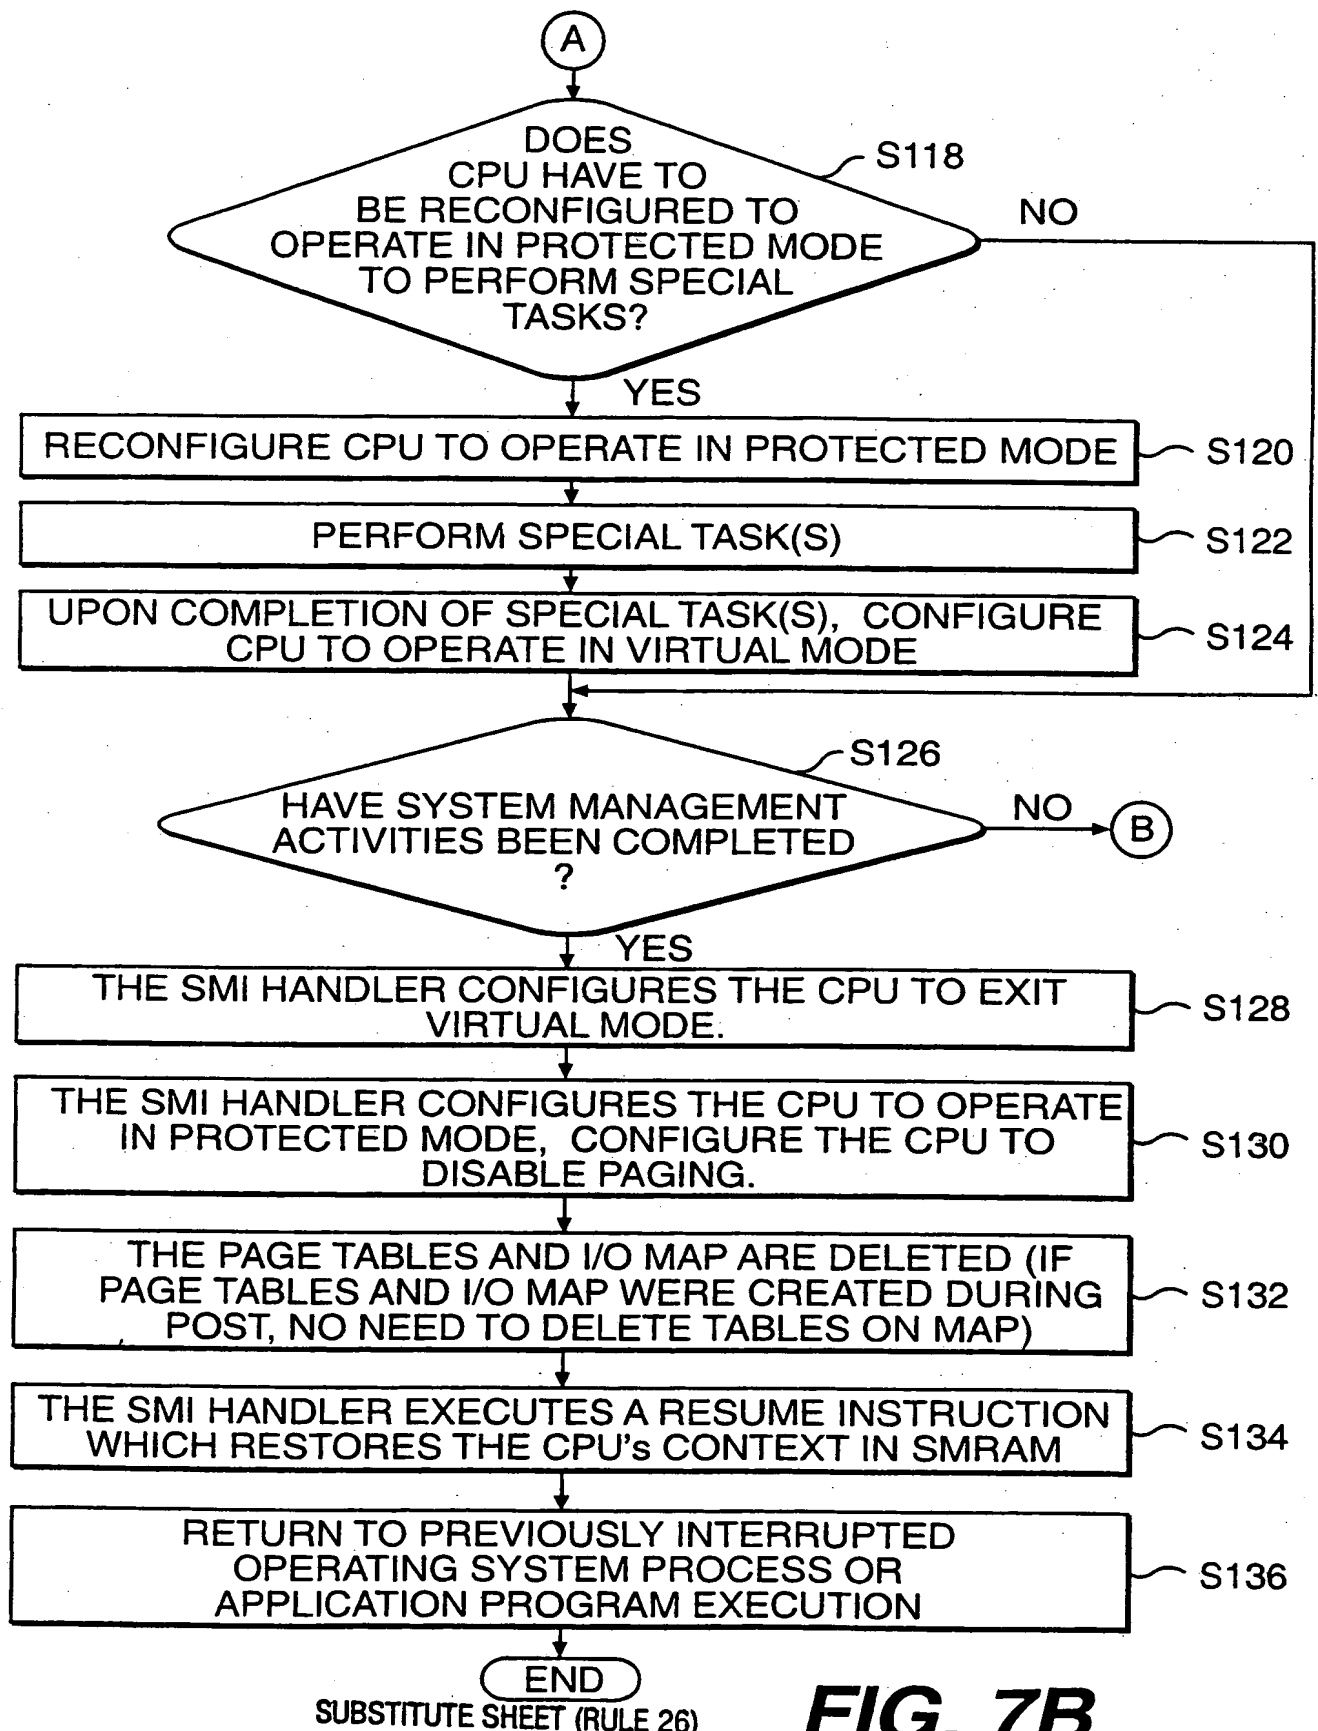 A
DOES
CPU HAVE TO
BE RECONFIGURED TO
OPERATE IN PROTECTED MODE
TO PERFORM SPECIAL
TASKS?
S118
NO
YES
RECONFIGURE CPU TO OPERATE IN PROTECTED MODE
S120
PERFORM SPECIAL TASK(S)
S122
UPON COMPLETION OF SPECIAL TASK(S), CONFIGURE
CPU TO OPERATE IN VIRTUAL MODE
S124
S126
HAVE SYSTEM MANAGEMENT
ACTIVITIES BEEN COMPLETED
?
NO
B
YES
THE SMI HANDLER CONFIGURES THE CPU TO EXIT
VIRTUAL MODE.
S128
THE SMI HANDLER CONFIGURES THE CPU TO OPERATE
IN PROTECTED MODE, CONFIGURE THE CPU TO
DISABLE PAGING.
S130
THE PAGE TABLES AND I/O MAP ARE DELETED (IF
PAGE TABLES AND I/O MAP WERE CREATED DURING
POST, NO NEED TO DELETE TABLES ON MAP)
S132
THE SMI HANDLER EXECUTES A RESUME INSTRUCTION
WHICH RESTORES THE CPU's CONTEXT IN SMRAM
S134
RETURN TO PREVIOUSLY INTERRUPTED
OPERATING SYSTEM PROCESS OR
APPLICATION PROGRAM EXECUTION
S136
END
SUBSTITUTE SHEET (RULE 26)
FIG. 7B